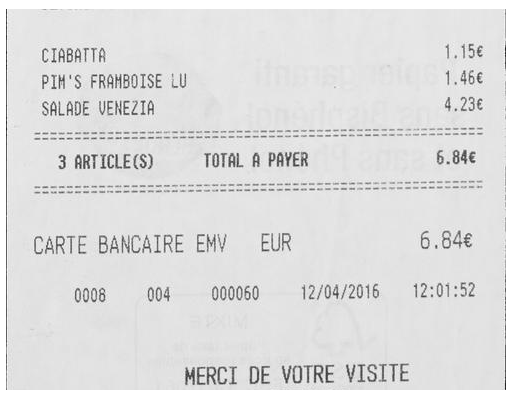 CIABATTA 1.15€
PIM'S FRAMBOISE LU 1.46€
SALADE VENEZIA 4,23€
3 ARTICLE(S) TOTAL A PAYER 6.84€
CARTE BANCAIRE EMV EUR 6.84€
0008 004 000060 12/04/2016 12:01:52
MERCI DE VOTRE VISITE